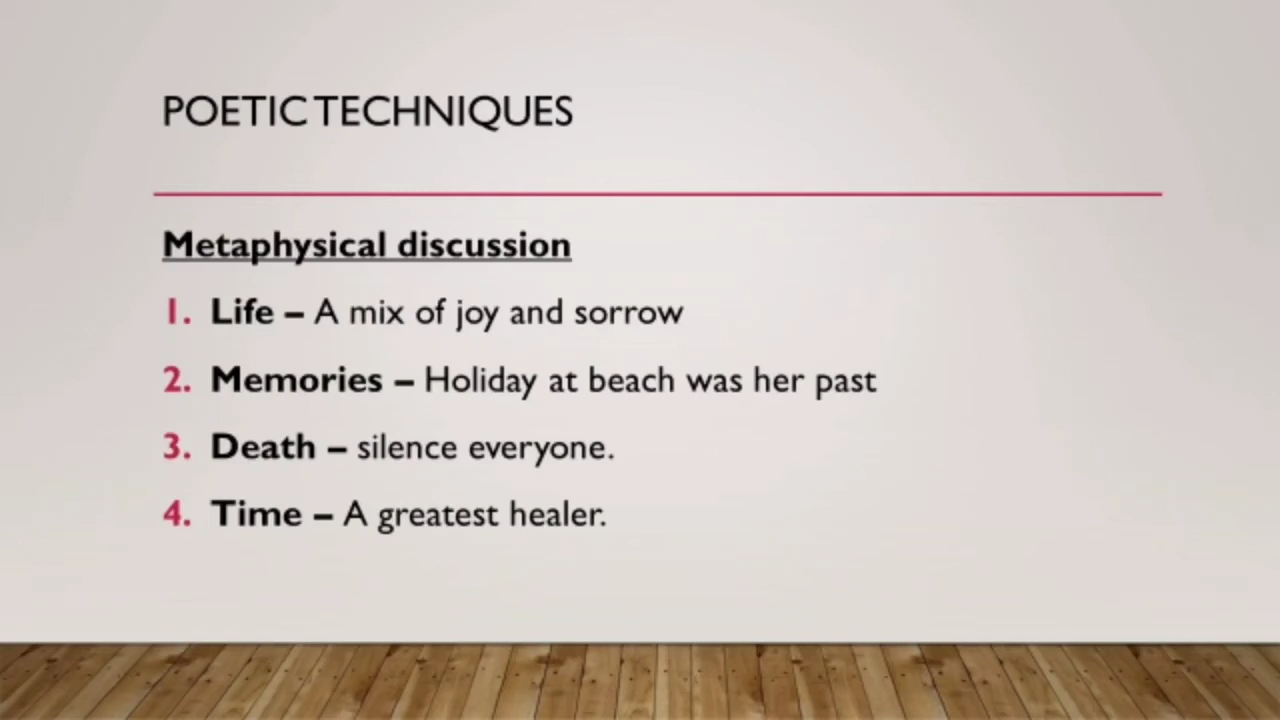 POETIC TECHNIQUES
Metaphysical discussion
1. Life – A mix of joy and sorrow
2. Memories – Holiday at beach was her past
3. Death – silence everyone.
4. Time – A greatest healer.